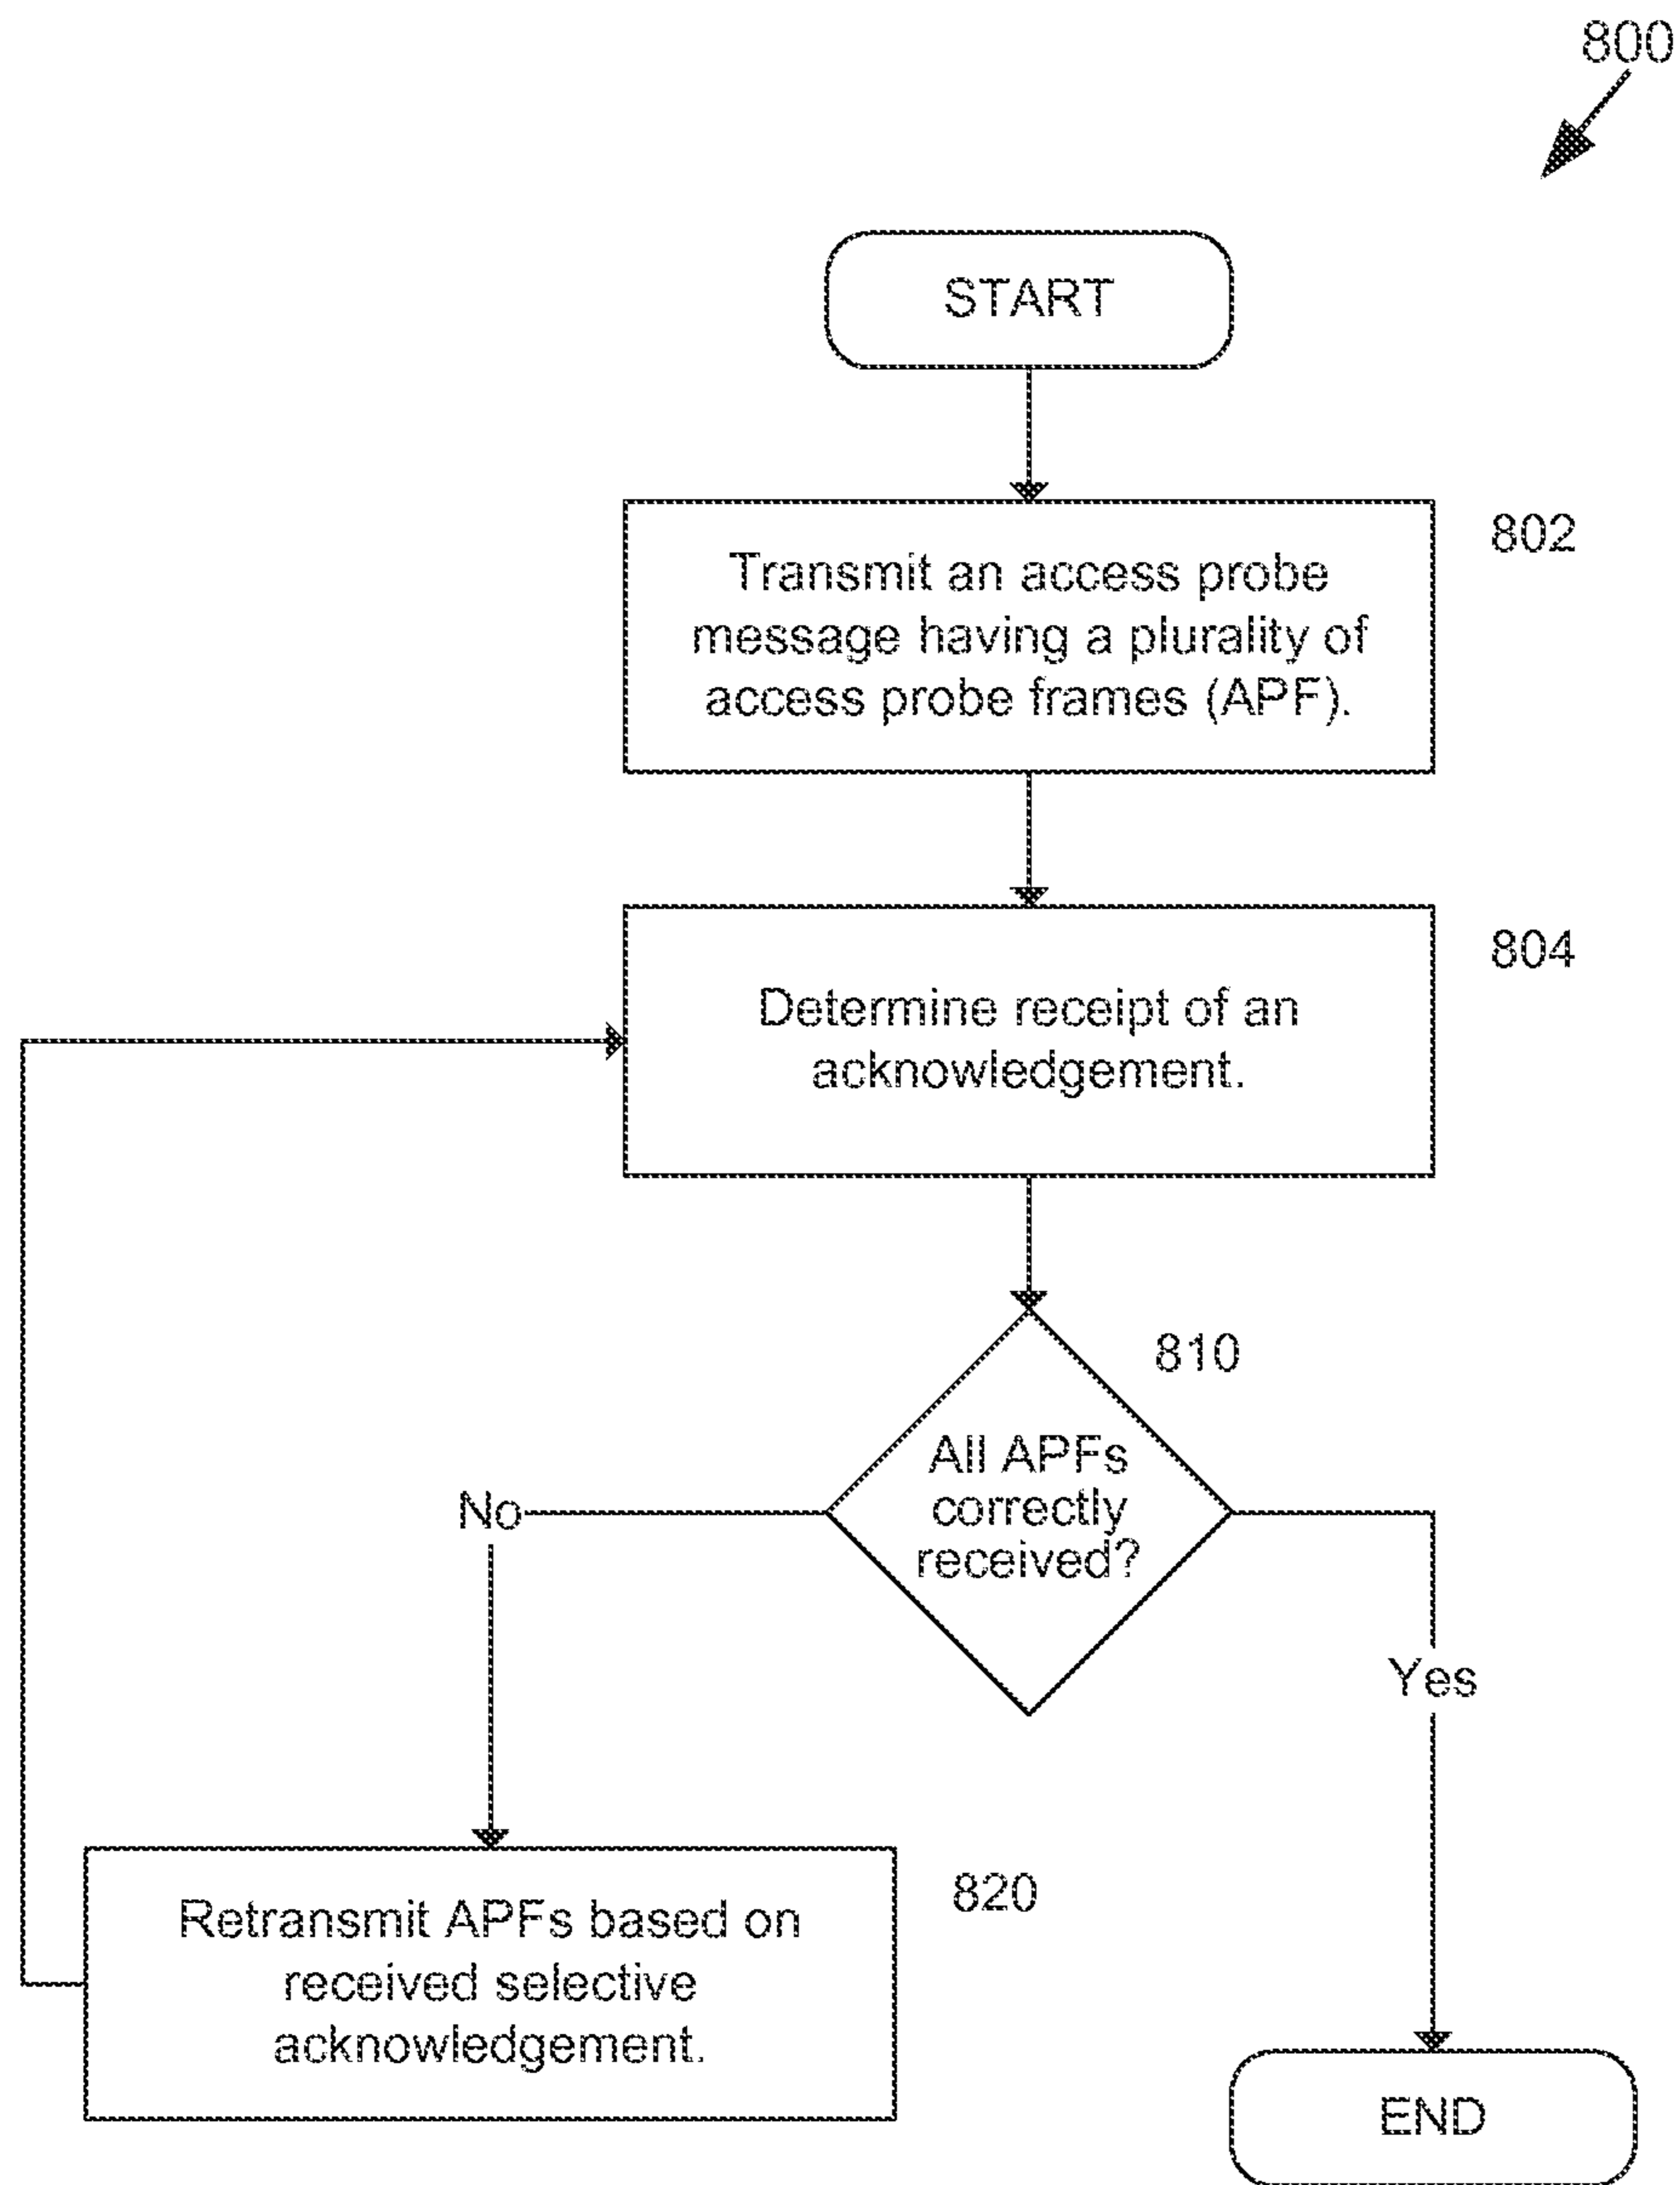 800
START
802
Transmit an access probe
message having a plurality of
access probe frames (APF).
804
Determine receipt of an
acknowledgement.
810
All APFs
correctly
received?
No
Yes
820
Retransmit APFs based on
received selective
acknowledgement.
END